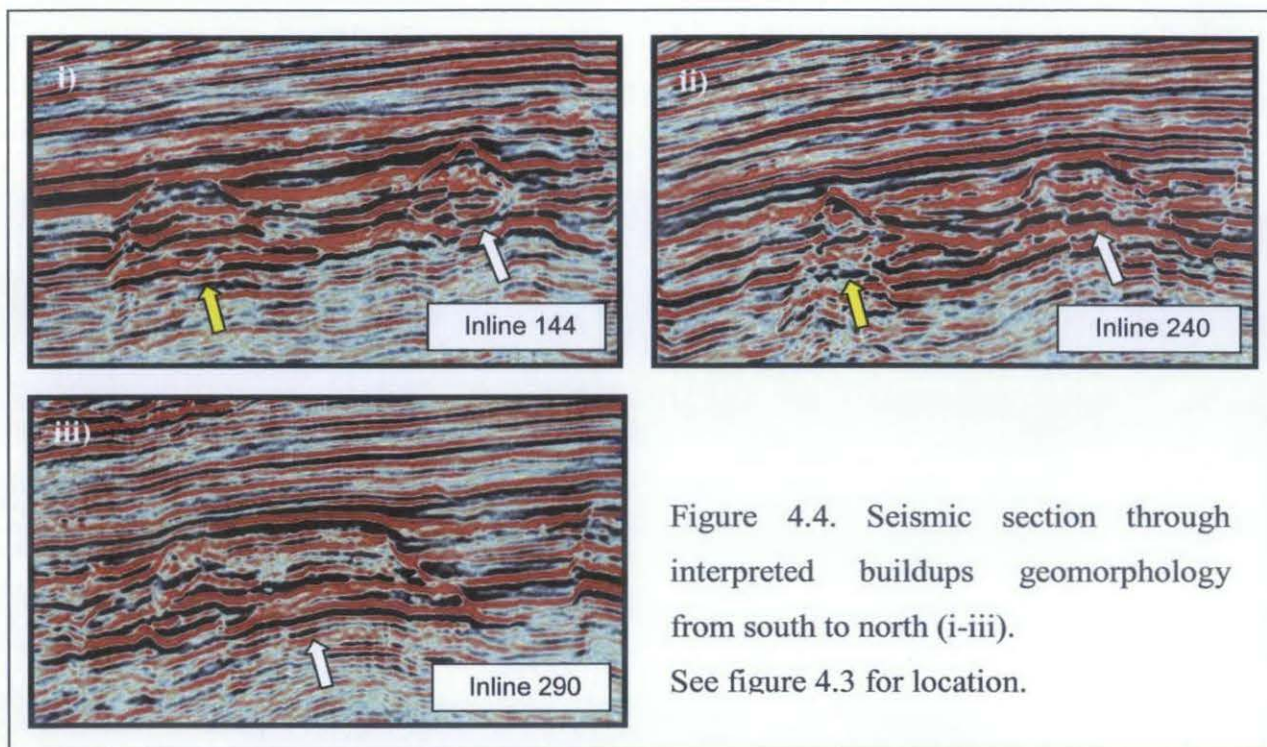 i)
Inline 144
ii)
Inline 240
iii)
Inline 290
Figure 4.4. Seismic section through
interpreted buildups geomorphology
from south to north (i-iii).
See figure 4.3 for location.